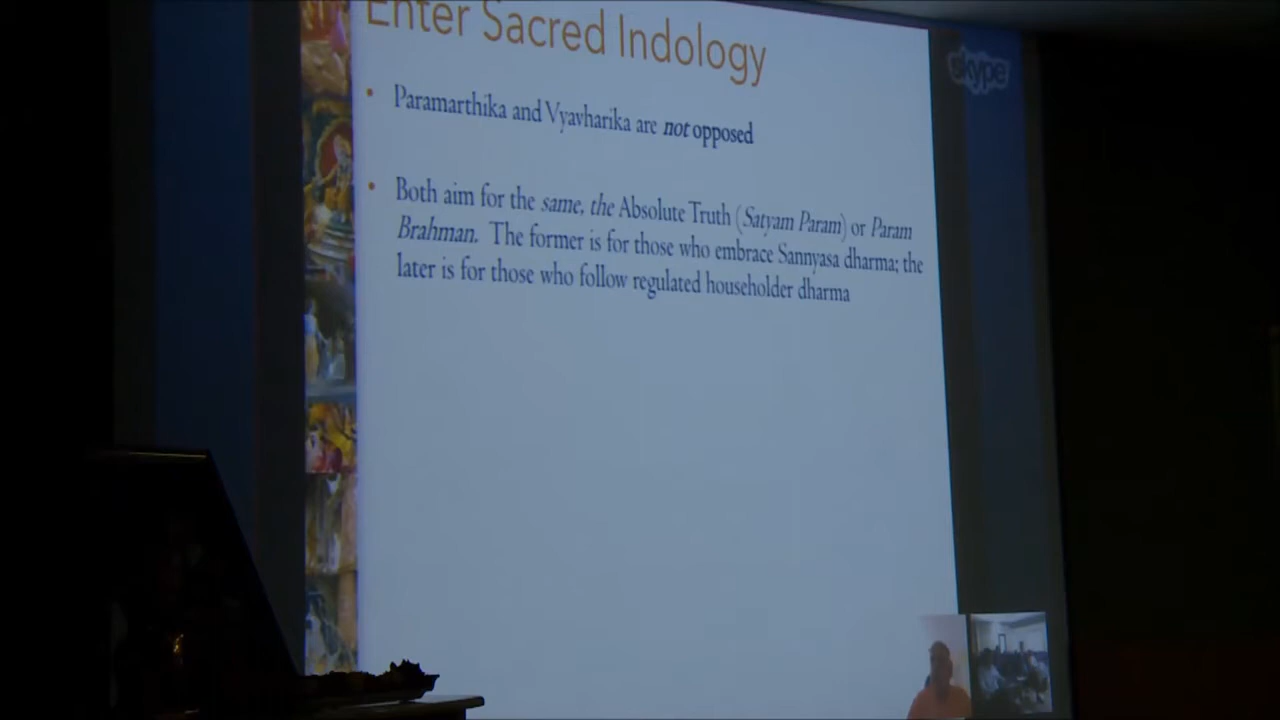 Enter Sacred Indology
skype
• Paramarthika and Vyavharika are not opposed
• Both aim for the same, the Absolute Truth (Satyam Param) or Param
Brahman. The former is for those who embrace Sannyasa dharma; the
later is for those who follow regulated householder dharma